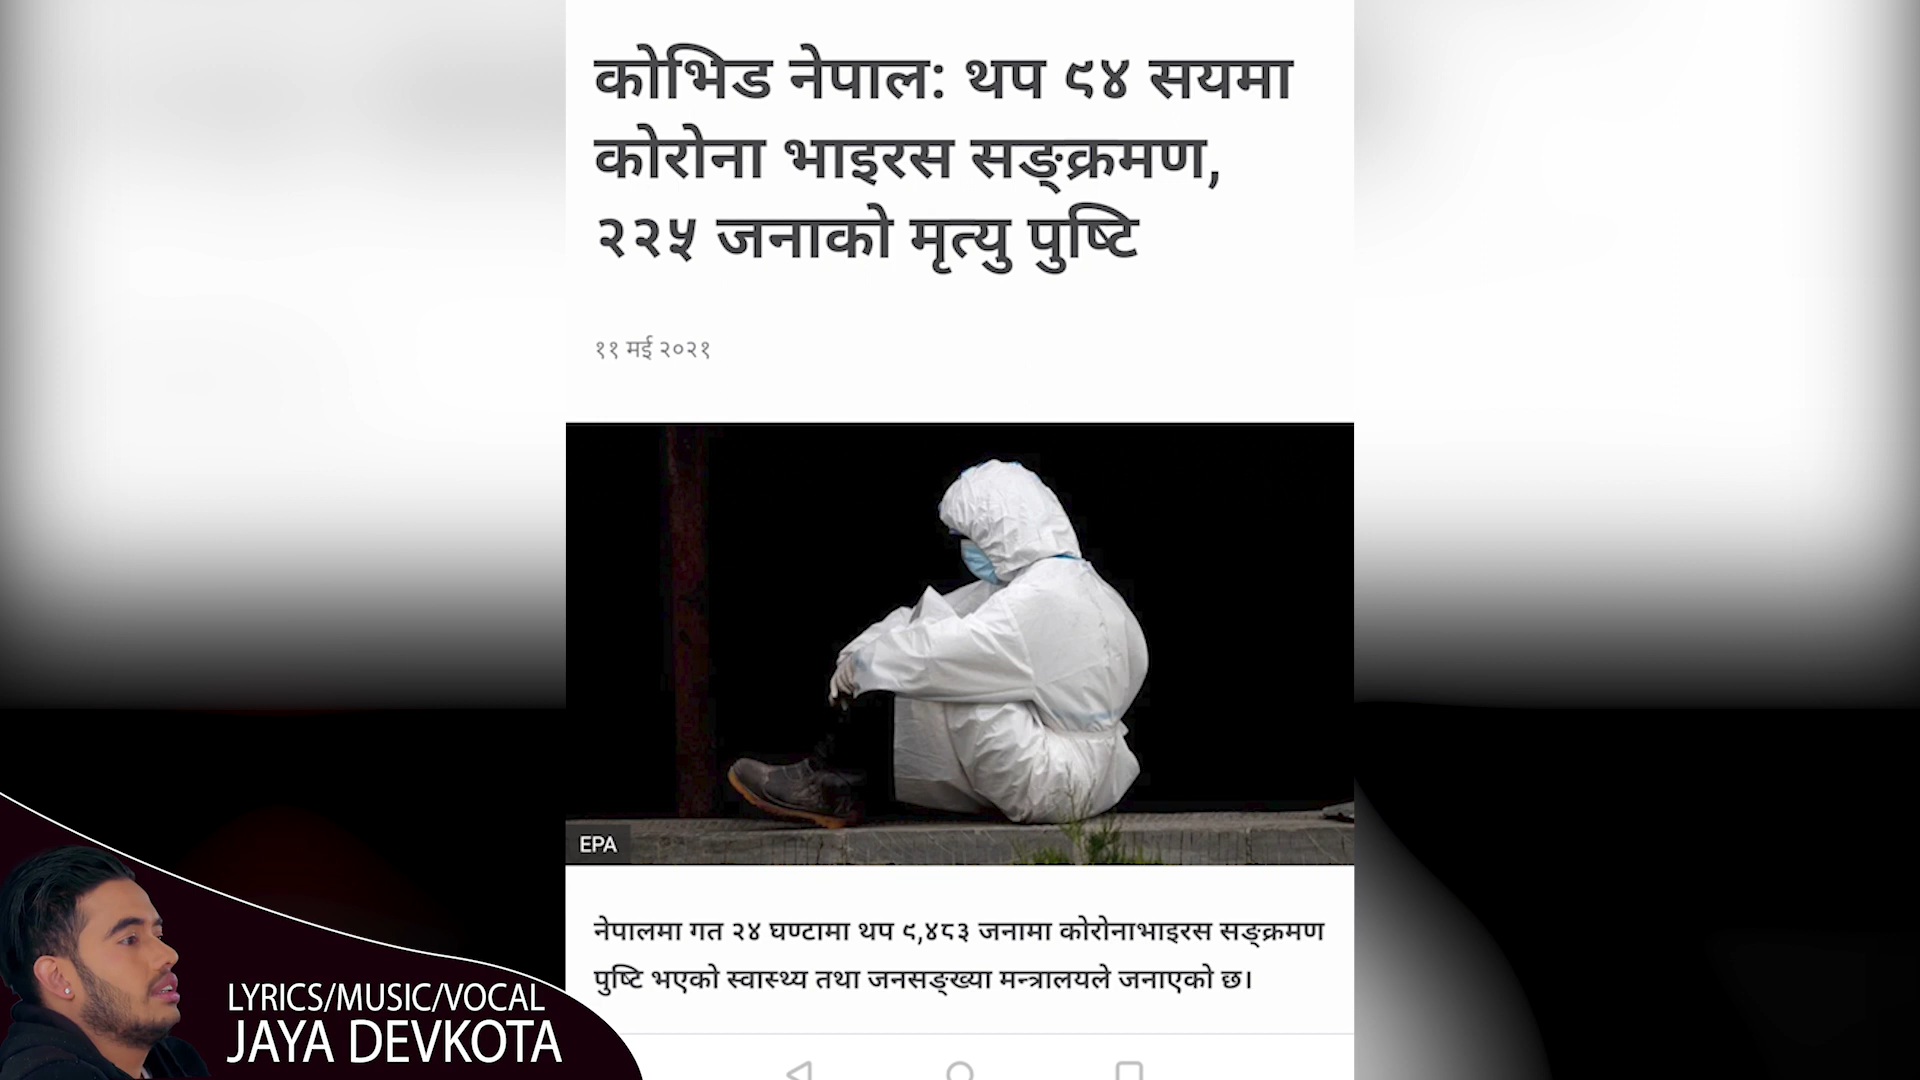 कोभिड नेपाल: थप ९४ सयमा
कोरोना भाइरस सङ्क्रमण,
२२५ जनाको मृत्यु पुष्टि
११ मई २०२१
EPA
नेपालमा गत २४ घण्टामा थप ९,४८३ जनामा कोरोनाभाइरस सङ्क्रमण
पुष्टि भएको स्वास्थ्य तथा जनसङ्ख्या मन्त्रालयले जनाएको छ।
LYRICS/MUSIC/VOCAL
JAYA DEVKOTA